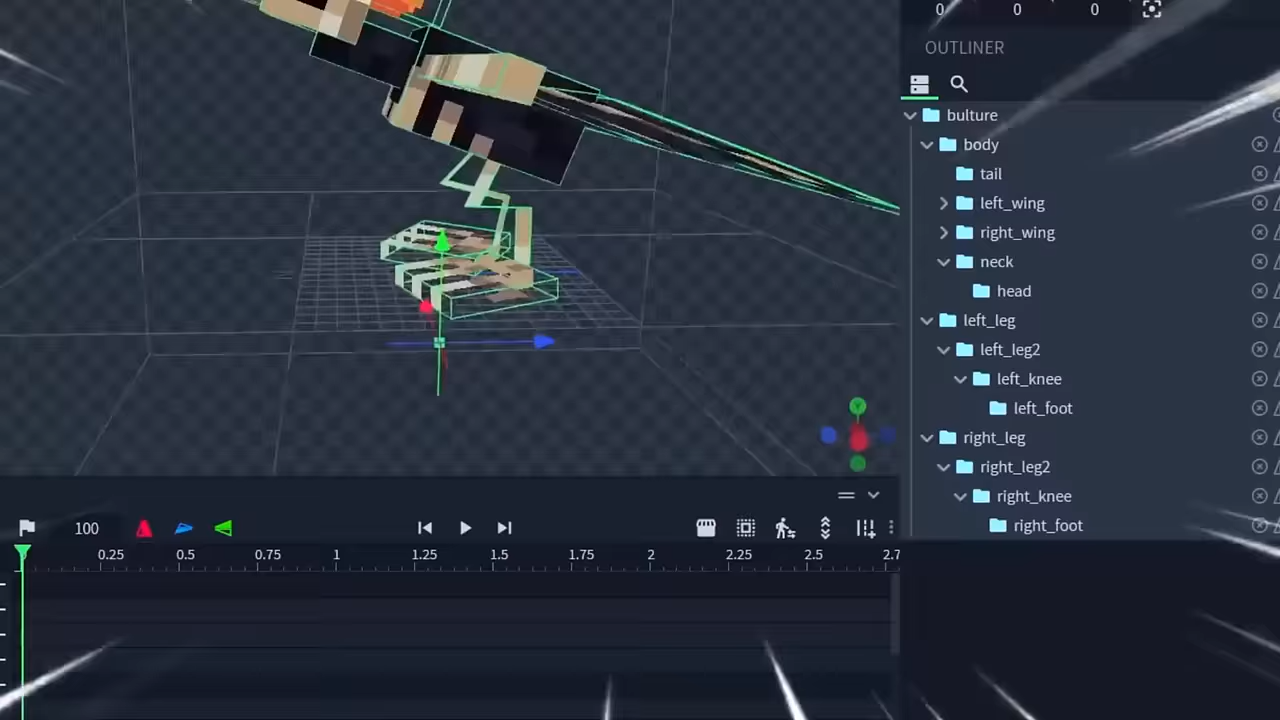 0 0 0
OUTLINER
bulture
body
tail
left_wing
right_wing
neck
head
left_leg
left_leg2
left_knee
left_foot
right_leg
right_leg2
right_knee
right_foot
Y
100
0.25 0.5 0.75 1 1.25 1.5 1.75 2 2.25 2.5 2.7